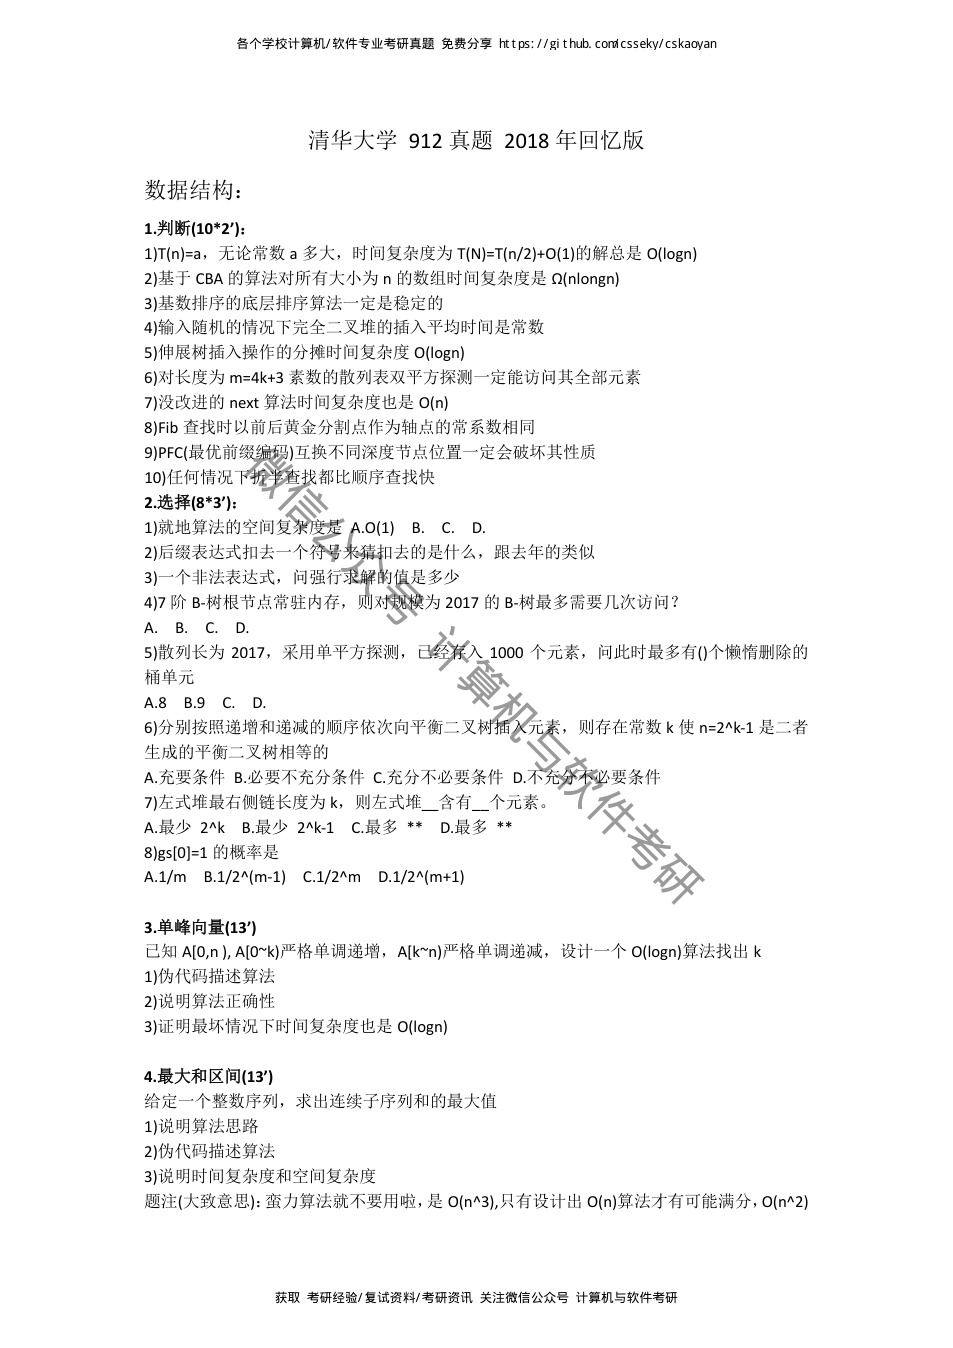 各个学校计算机/软件专业考研真题 免费分享 https://github.com/csseky/cskaoyan
清华大学 912 真题 2018 年回忆版
数据结构：
1.判断(10*2’)：
1)T(n)=a，无论常数 a 多大，时间复杂度为 T(N)=T(n/2)+O(1)的解总是 O(logn)
2)基于 CBA 的算法对所有大小为 n 的数组时间复杂度是 Ω(nlongn)
3)基数排序的底层排序算法一定是稳定的
4)输入随机的情况下完全二叉堆的插入平均时间是常数
5)伸展树插入操作的分摊时间复杂度 O(logn)
6)对长度为 m=4k+3 素数的散列表双平方探测一定能访问其全部元素
7)没改进的 next 算法时间复杂度也是 O(n)
8)Fib 查找时以前后黄金分割点作为轴点的常系数相同
9)PFC(最优前缀编码)互换不同深度节点位置一定会破坏其性质
10)任何情况下折半查找都比顺序查找快
2.选择(8*3’)：
1)就地算法的空间复杂度是 A.O(1) B. C. D.
2)后缀表达式扣去一个符号来猜扣去的是什么，跟去年的类似
3)一个非法表达式，问强行求解的值是多少
4)7 阶 B-树根节点常驻内存，则对规模为 2017 的 B-树最多需要几次访问？
A. B. C. D.
5)散列长为 2017，采用单平方探测，已经存入 1000 个元素，问此时最多有()个懒惰删除的
桶单元
A.8 B.9 C. D.
6)分别按照递增和递减的顺序依次向平衡二叉树插入元素，则存在常数 k 使 n=2^k-1 是二者
生成的平衡二叉树相等的
A.充要条件 B.必要不充分条件 C.充分不必要条件 D.不充分不必要条件
7)左式堆最右侧链长度为 k，则左式堆__含有__个元素。
A.最少 2^k B.最少 2^k-1 C.最多 ** D.最多 **
8)gs[0]=1 的概率是
A.1/m B.1/2^(m-1) C.1/2^m D.1/2^(m+1)
3.单峰向量(13’)
已知 A[0,n ), A[0~k)严格单调递增，A[k~n)严格单调递减，设计一个 O(logn)算法找出 k
1)伪代码描述算法
2)说明算法正确性
3)证明最坏情况下时间复杂度也是 O(logn)
4.最大和区间(13’)
给定一个整数序列，求出连续子序列和的最大值
1)说明算法思路
2)伪代码描述算法
3)说明时间复杂度和空间复杂度
题注(大致意思)：蛮力算法就不要用啦，是 O(n^3),只有设计出 O(n)算法才有可能满分，O(n^2)
微信公众号 计算机与软件考研
获取 考研经验/复试资料/考研资讯 关注微信公众号 计算机与软件考研